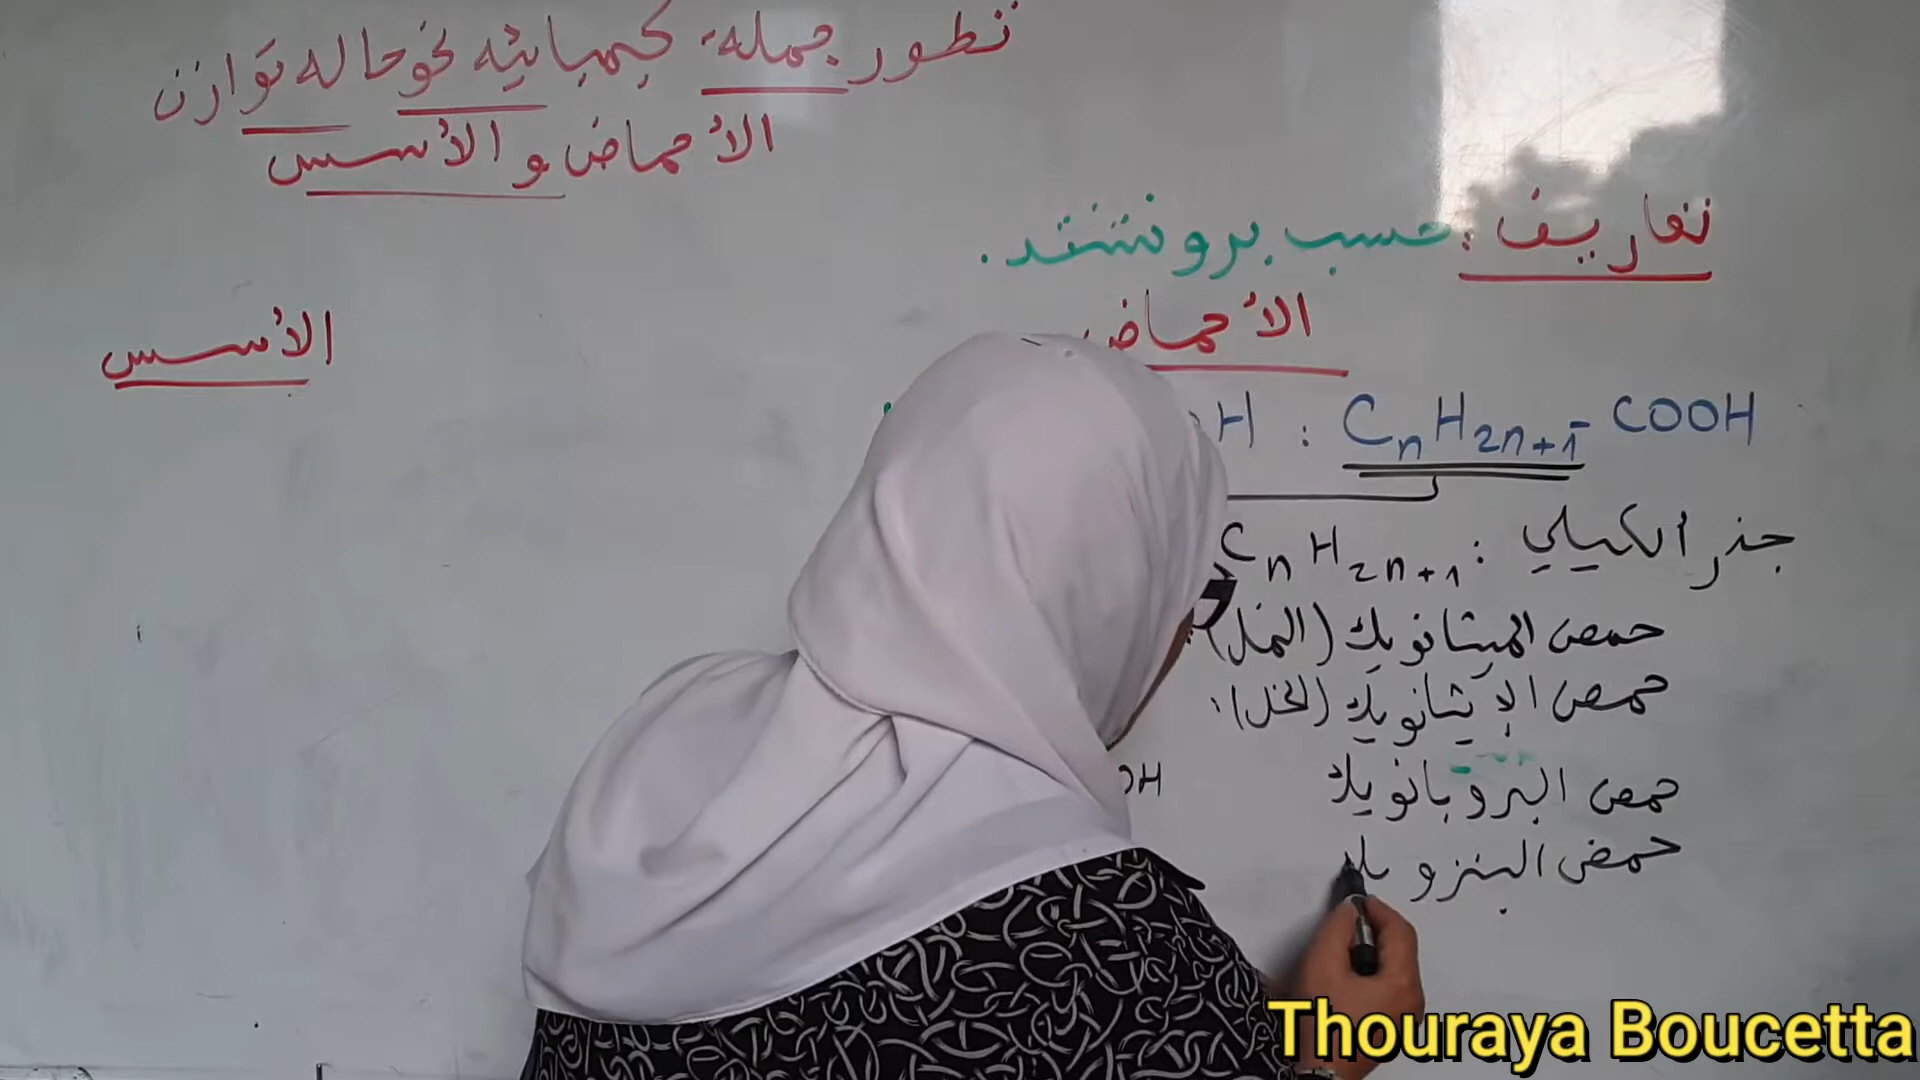 تطور جملة كيميائية نحو حالة توازن
الأحماض و الأسس
تعاريف : حسب برونشتد .
الأحماض
الأسس
H : CnH2n+1 - COOH
جذر الكيلي : CnH2n+1
حمض الميثانويك (النمل)
حمض الإيثانويك (الخل)
حمض البروبانويك OH
حمض البنزويك
Thouraya Boucetta